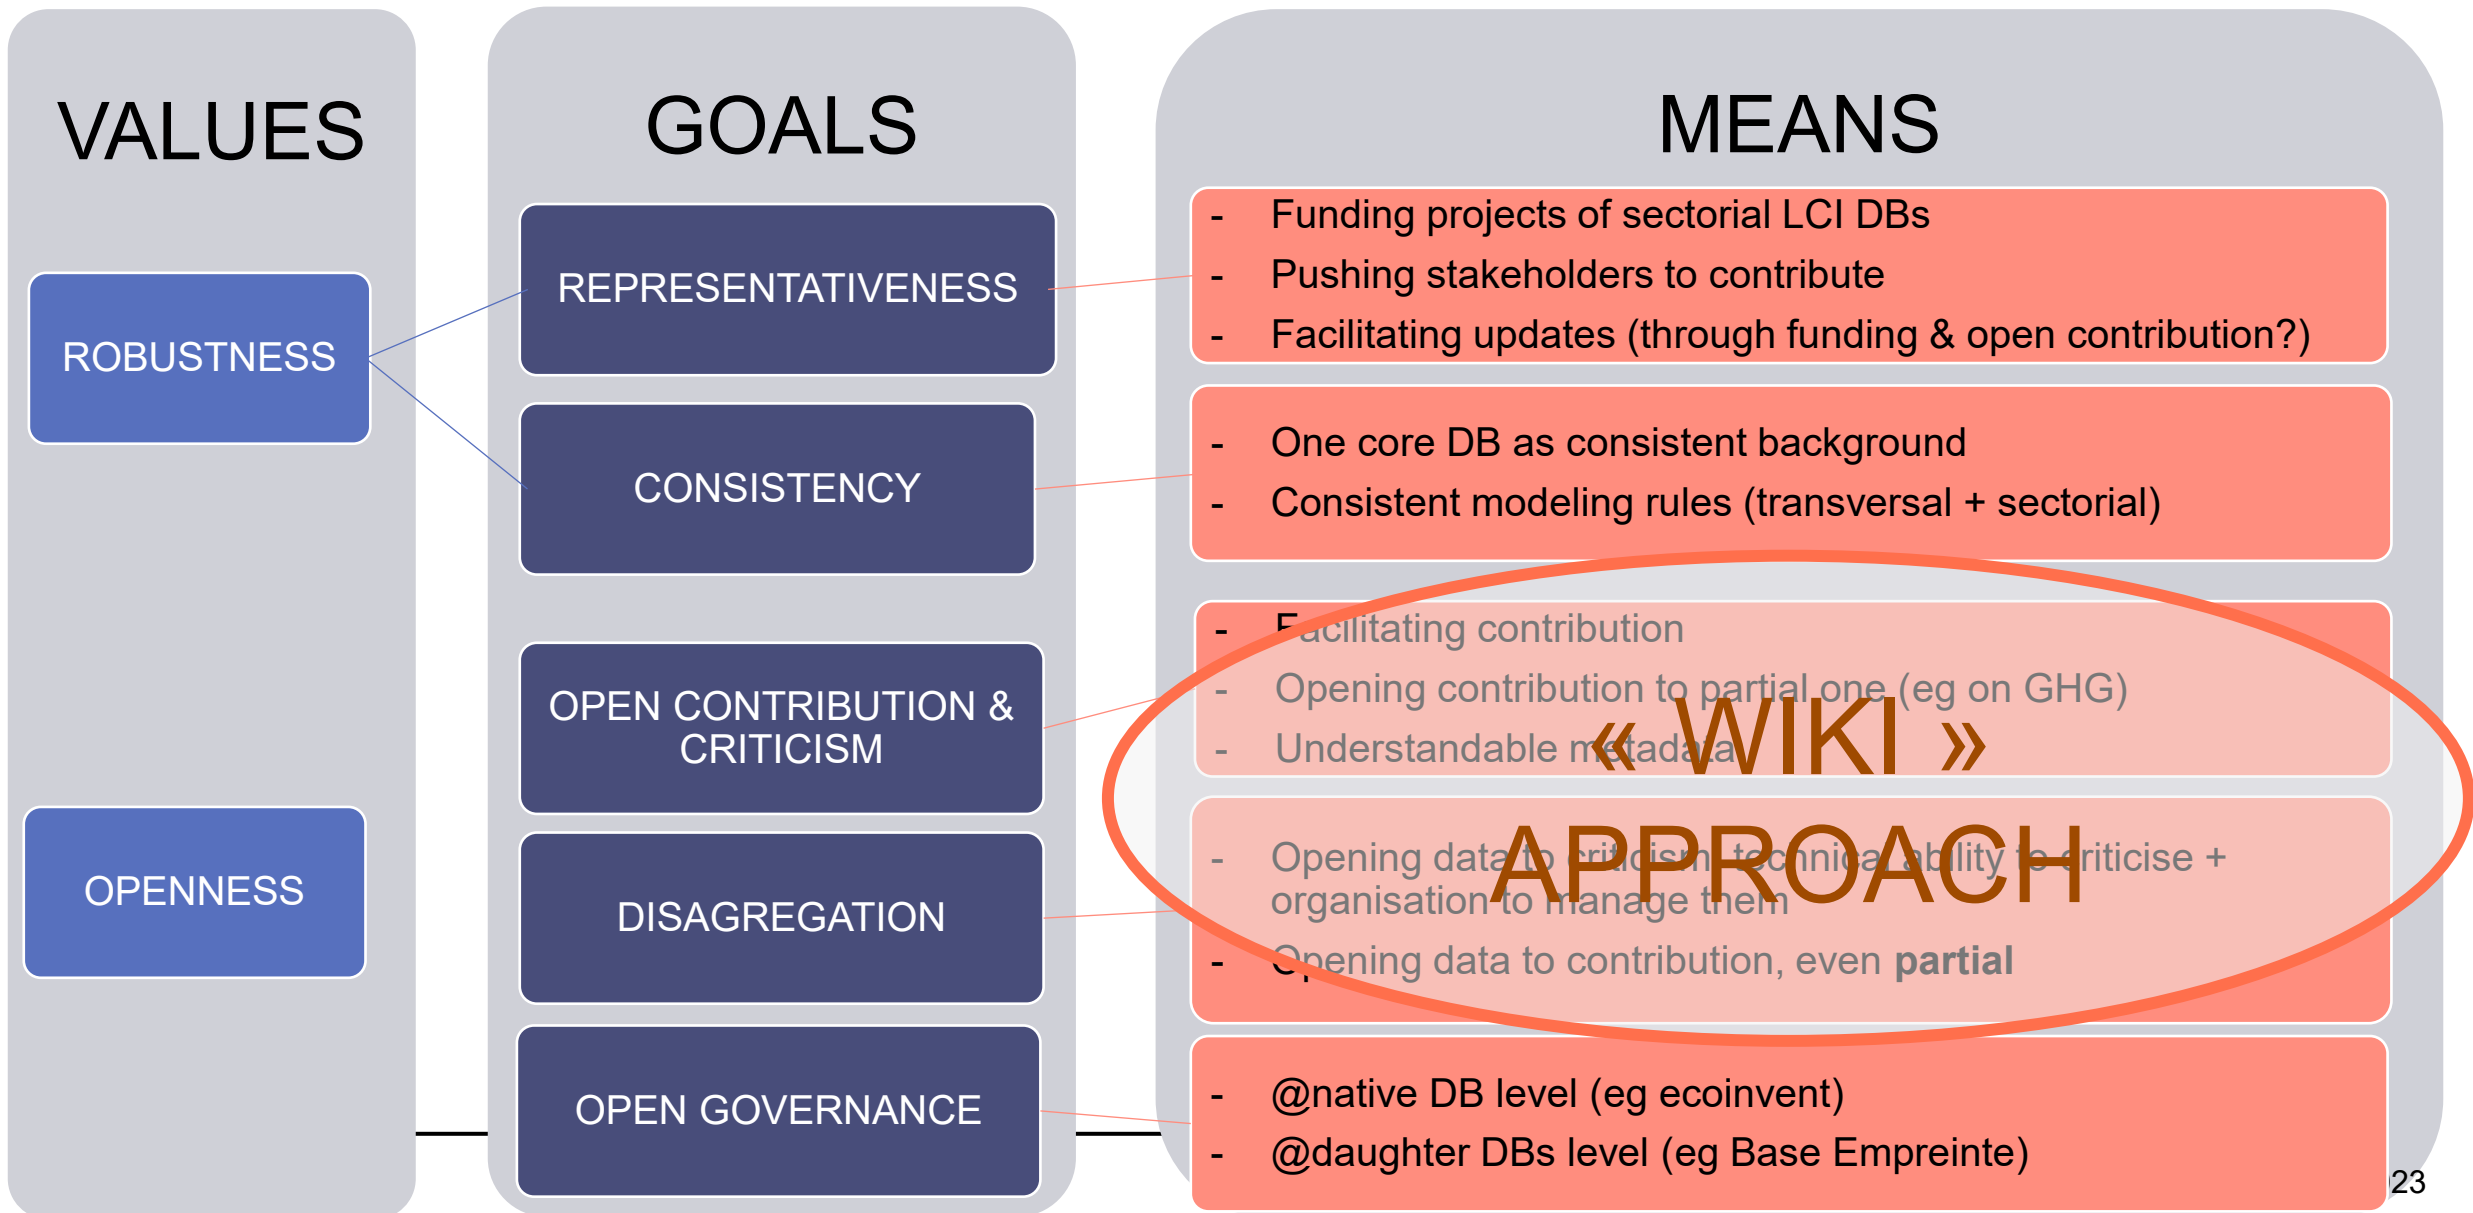 VALUES
GOALS
MEANS
ROBUSTNESS
OPENNESS
REPRESENTATIVENESS
CONSISTENCY
OPEN CONTRIBUTION &
CRITICISM
DISAGREGATION
OPEN GOVERNANCE
- Funding projects of sectorial LCI DBs
- Pushing stakeholders to contribute
- Facilitating updates (through funding & open contribution?)
- One core DB as consistent background
- Consistent modeling rules (transversal + sectorial)
- Facilitating contribution
- Opening contribution to partial one (eg on GHG)
- Understandable metadata
- Opening data to criticism: technical ability to criticise +
organisation to manage them
- Opening data to contribution, even partial
« WIKI »
APPROACH
- @native DB level (eg ecoinvent)
- @daughter DBs level (eg Base Empreinte)
23